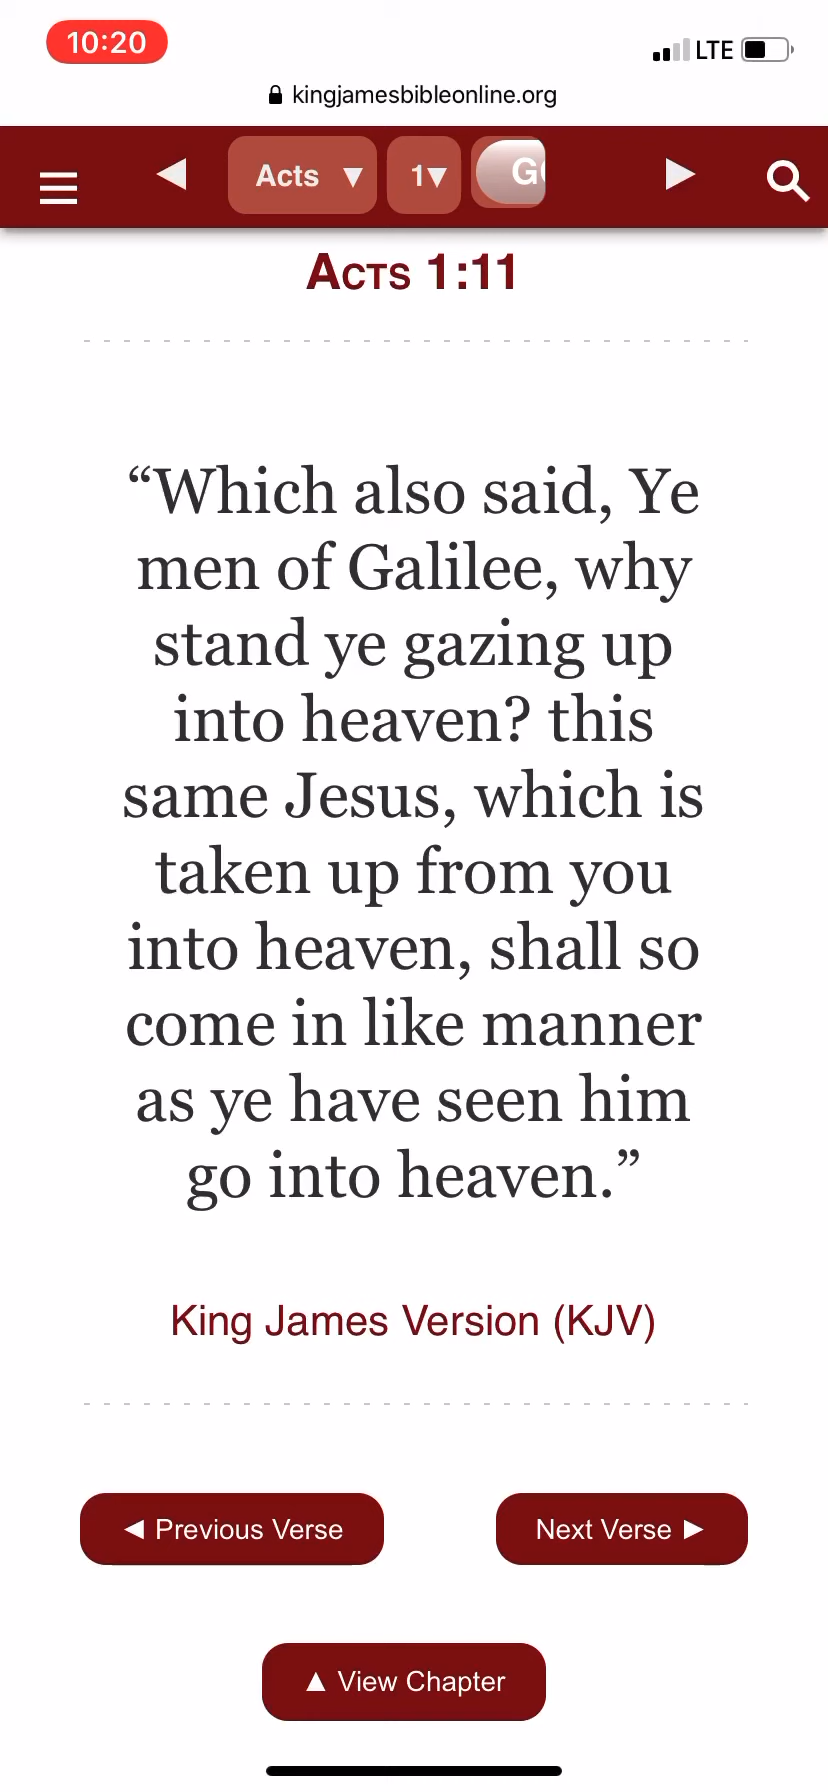 10:20
LTE
kingjamesbibleonline.org
Acts ▼ 1▼ G
Acts 1:11
“Which also said, Ye
men of Galilee, why
stand ye gazing up
into heaven? this
same Jesus, which is
taken up from you
into heaven, shall so
come in like manner
as ye have seen him
go into heaven.”
King James Version (KJV)
◀ Previous Verse
Next Verse ▶
▲ View Chapter